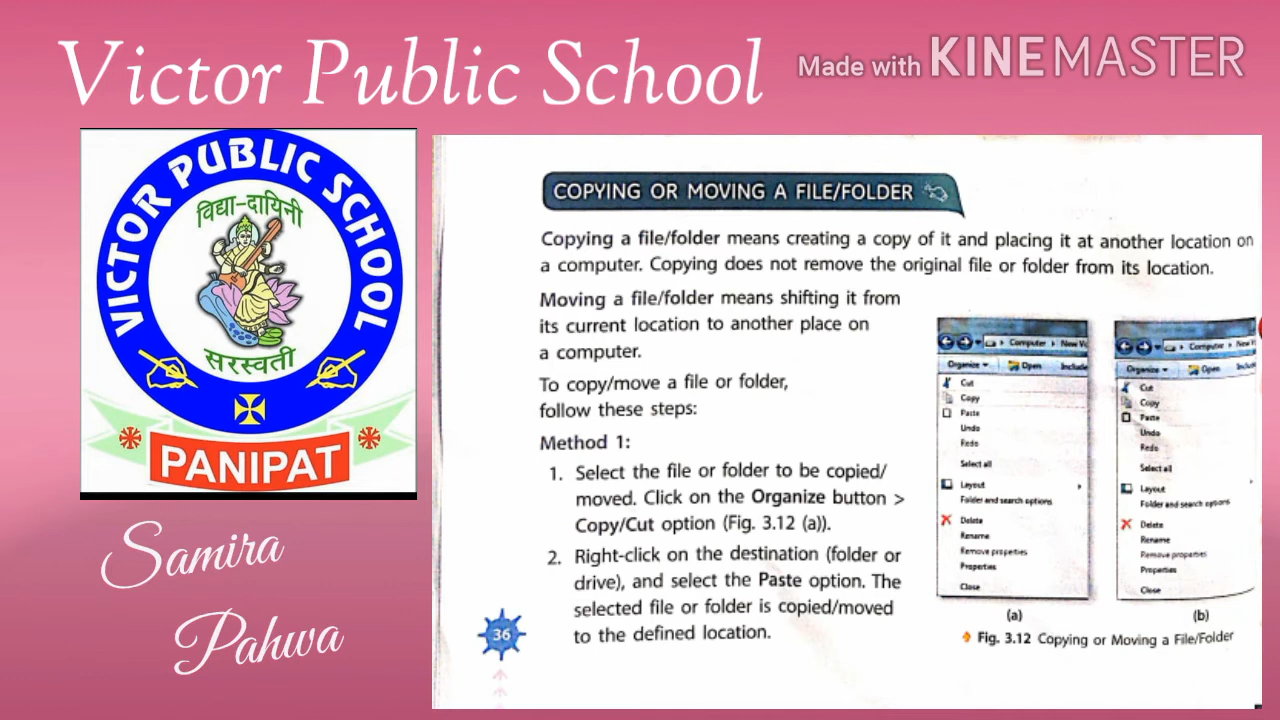 Victor Public School
Made with KINEMASTER
VICTOR PUBLIC SCHOOL
विद्या-दायिनी
सरस्वती
PANIPAT
Samira
Pahwa
COPYING OR MOVING A FILE/FOLDER
Copying a file/folder means creating a copy of it and placing it at another location on
a computer. Copying does not remove the original file or folder from its location.
Moving a file/folder means shifting it from
its current location to another place on
a computer.
To copy/move a file or folder,
follow these steps:
Method 1:
1. Select the file or folder to be copied/
moved. Click on the Organize button >
Copy/Cut option (Fig. 3.12 (a)).
2. Right-click on the destination (folder or
drive), and select the Paste option. The
selected file or folder is copied/moved
to the defined location.
36
Computer New Vo
Organize Open Include
Cut
Copy
Paste
Undo
Redo
Select all
Layout
Folder and search options
Delete
Rename
Remove properties
Properties
Close
(a)
Computer New V
Organize Open Includ
Cut
Copy
Paste
Undo
Redo
Select all
Layout
Folder and search options
Delete
Rename
Remove properties
Properties
Close
(b)
Fig. 3.12 Copying or Moving a File/Folder